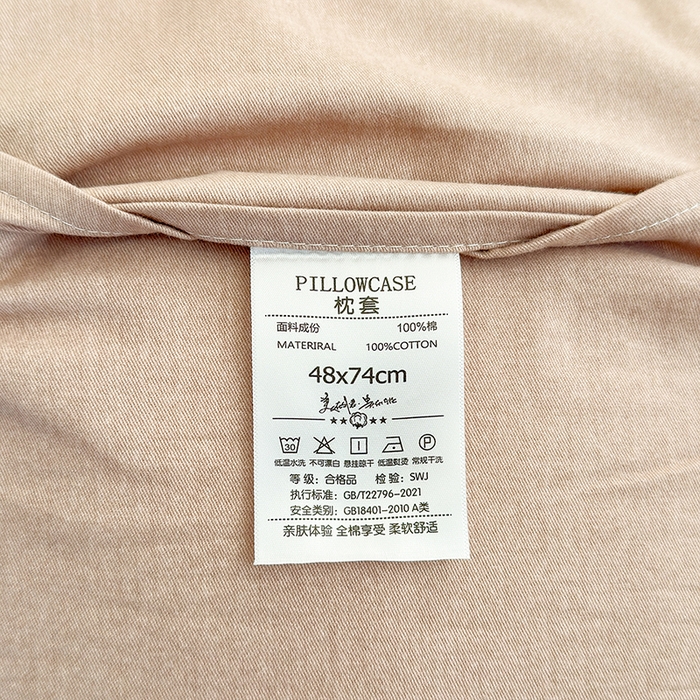 PILLOWCASE
枕套
面料成份 100%棉
MATERIRAL 100%COTTON
48x74cm
30 P
低温水洗 不可漂白 悬挂晾干 低温熨烫 常规干洗
等级：合格品 检验：SWJ
执行标准：GB/T22796-2021
安全类别：GB18401-2010 A类
亲肤体验 全棉享受 柔软舒适